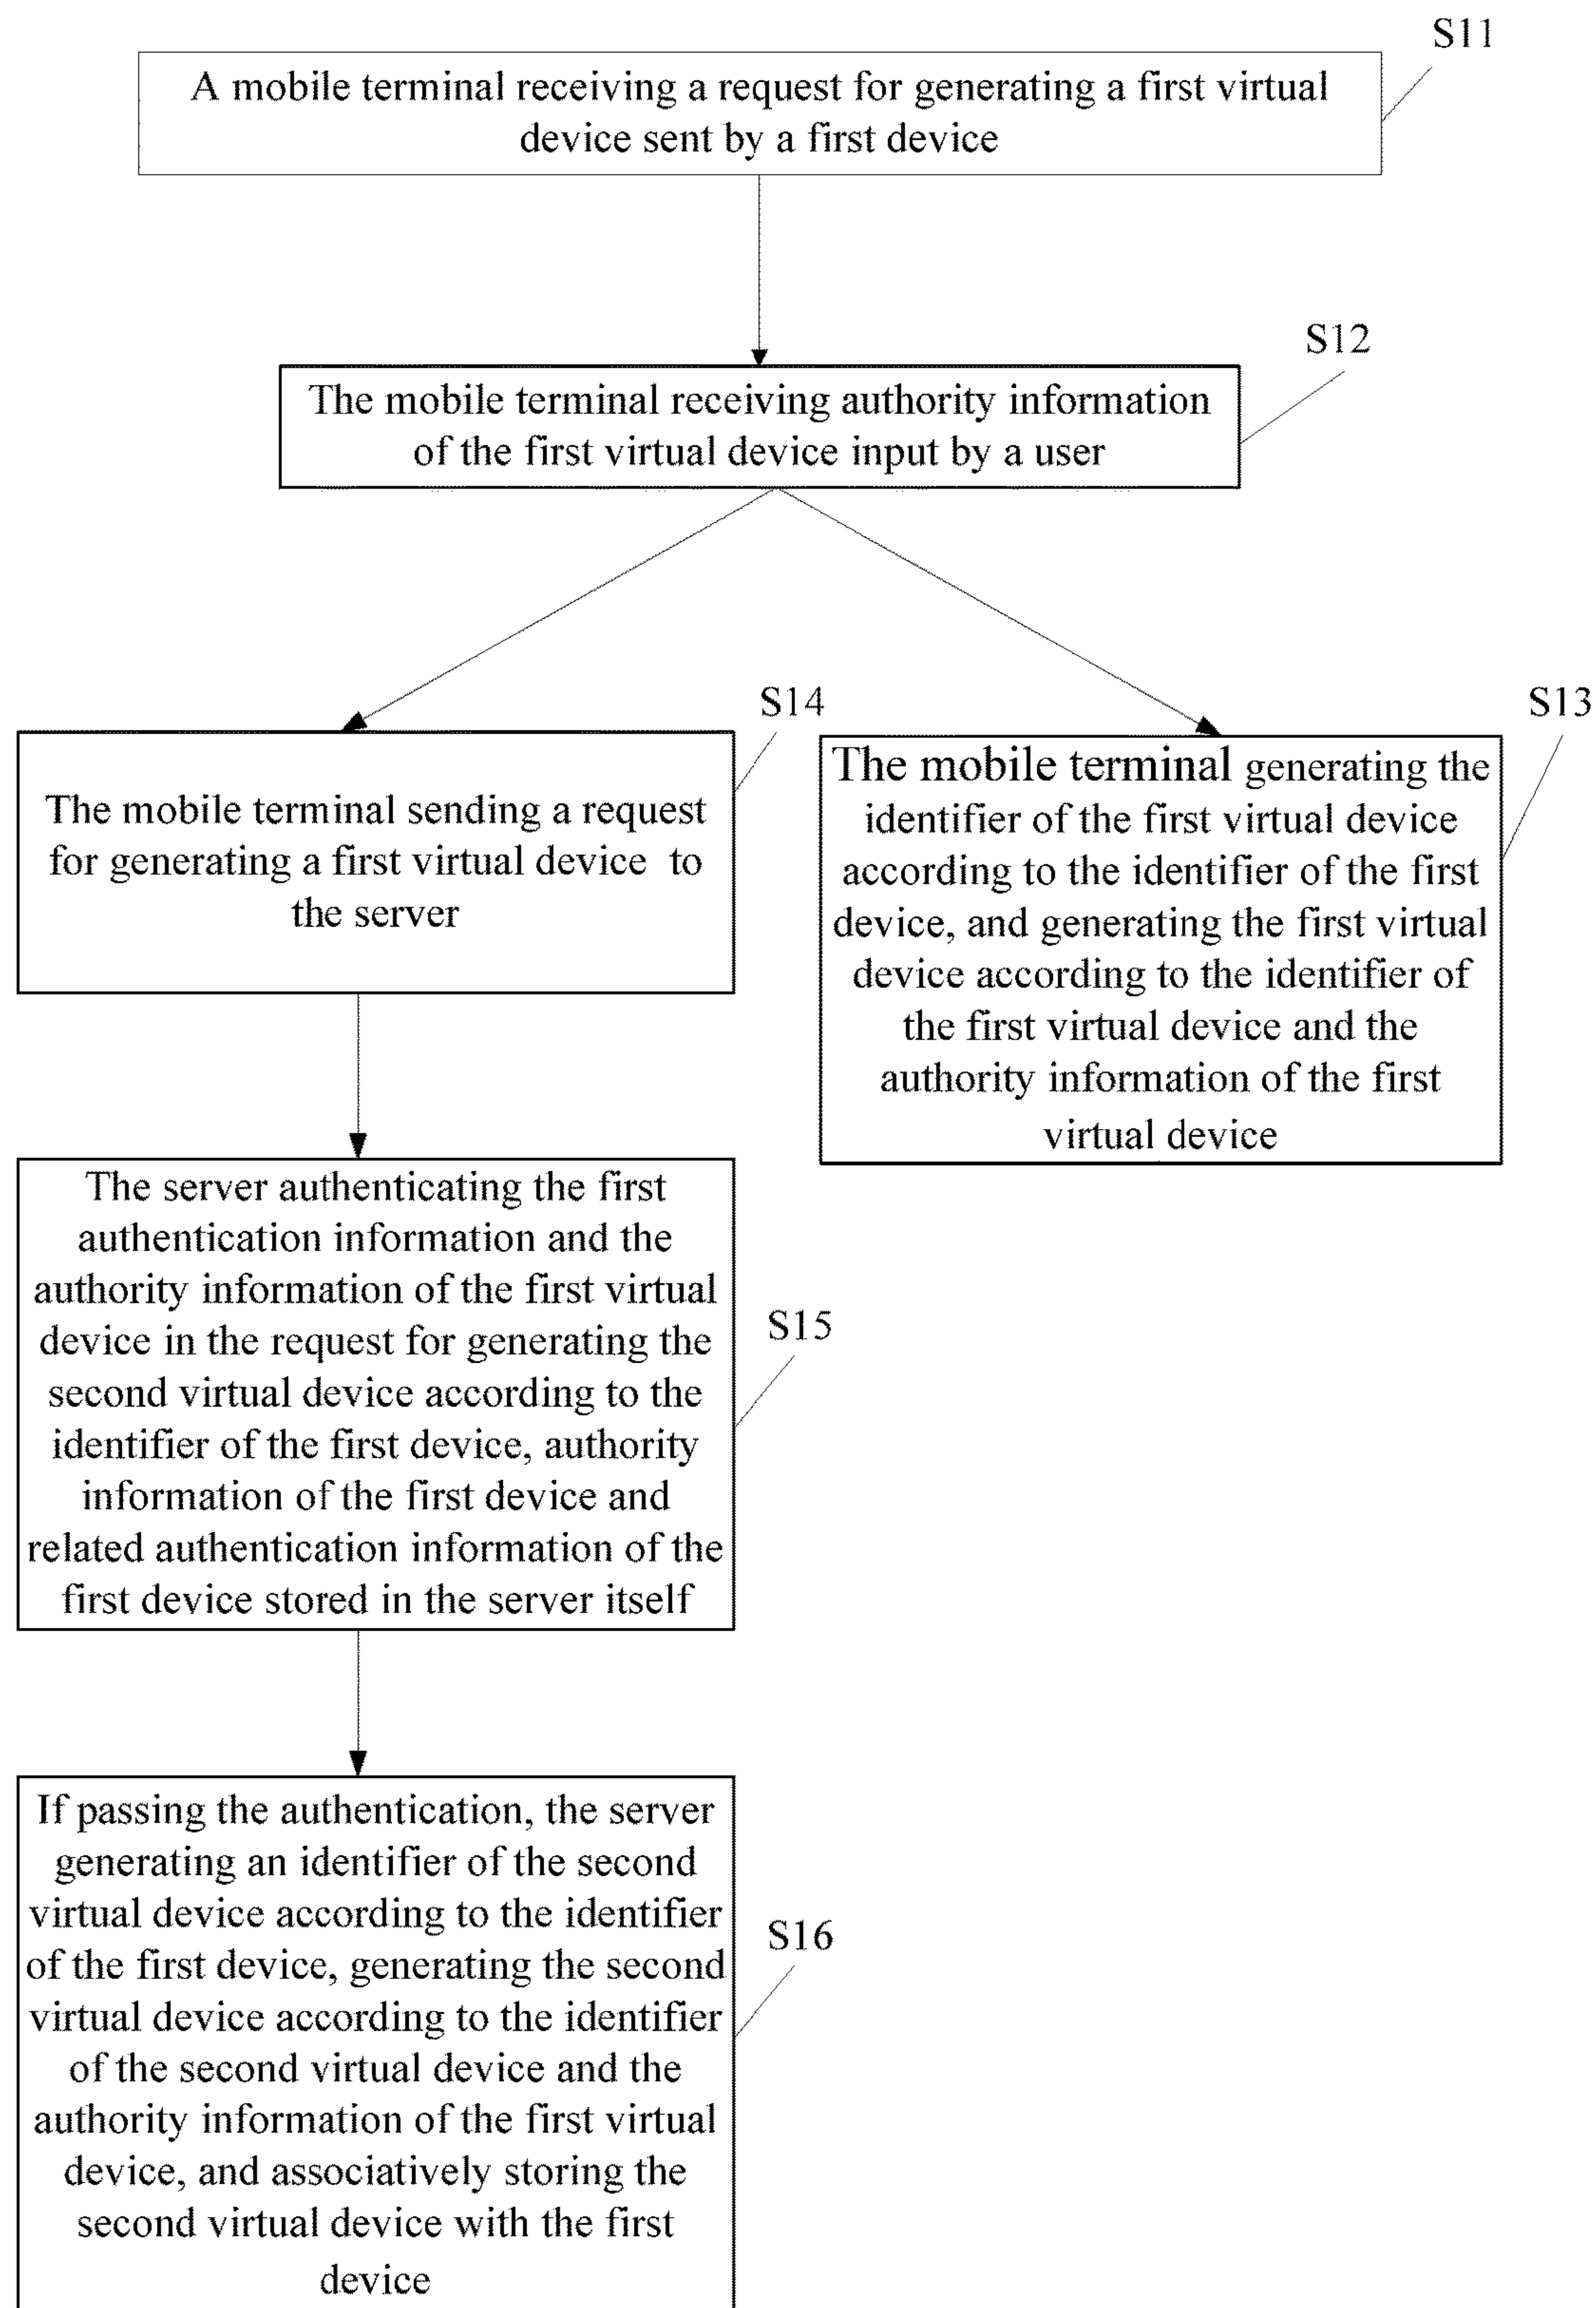 S11
A mobile terminal receiving a request for generating a first virtual
device sent by a first device
S12
The mobile terminal receiving authority information
of the first virtual device input by a user
S14
The mobile terminal sending a request
for generating a first virtual device to
the server
S13
The mobile terminal generating the
identifier of the first virtual device
according to the identifier of the first
device, and generating the first virtual
device according to the identifier of
the first virtual device and the
authority information of the first
virtual device
The server authenticating the first
authentication information and the
authority information of the first virtual
device in the request for generating the
second virtual device according to the
identifier of the first device, authority
information of the first device and
related authentication information of the
first device stored in the server itself
S15
If passing the authentication, the server
generating an identifier of the second
virtual device according to the identifier
of the first device, generating the second
virtual device according to the identifier
of the second virtual device and the
authority information of the first virtual
device, and associatively storing the
second virtual device with the first
device
S16